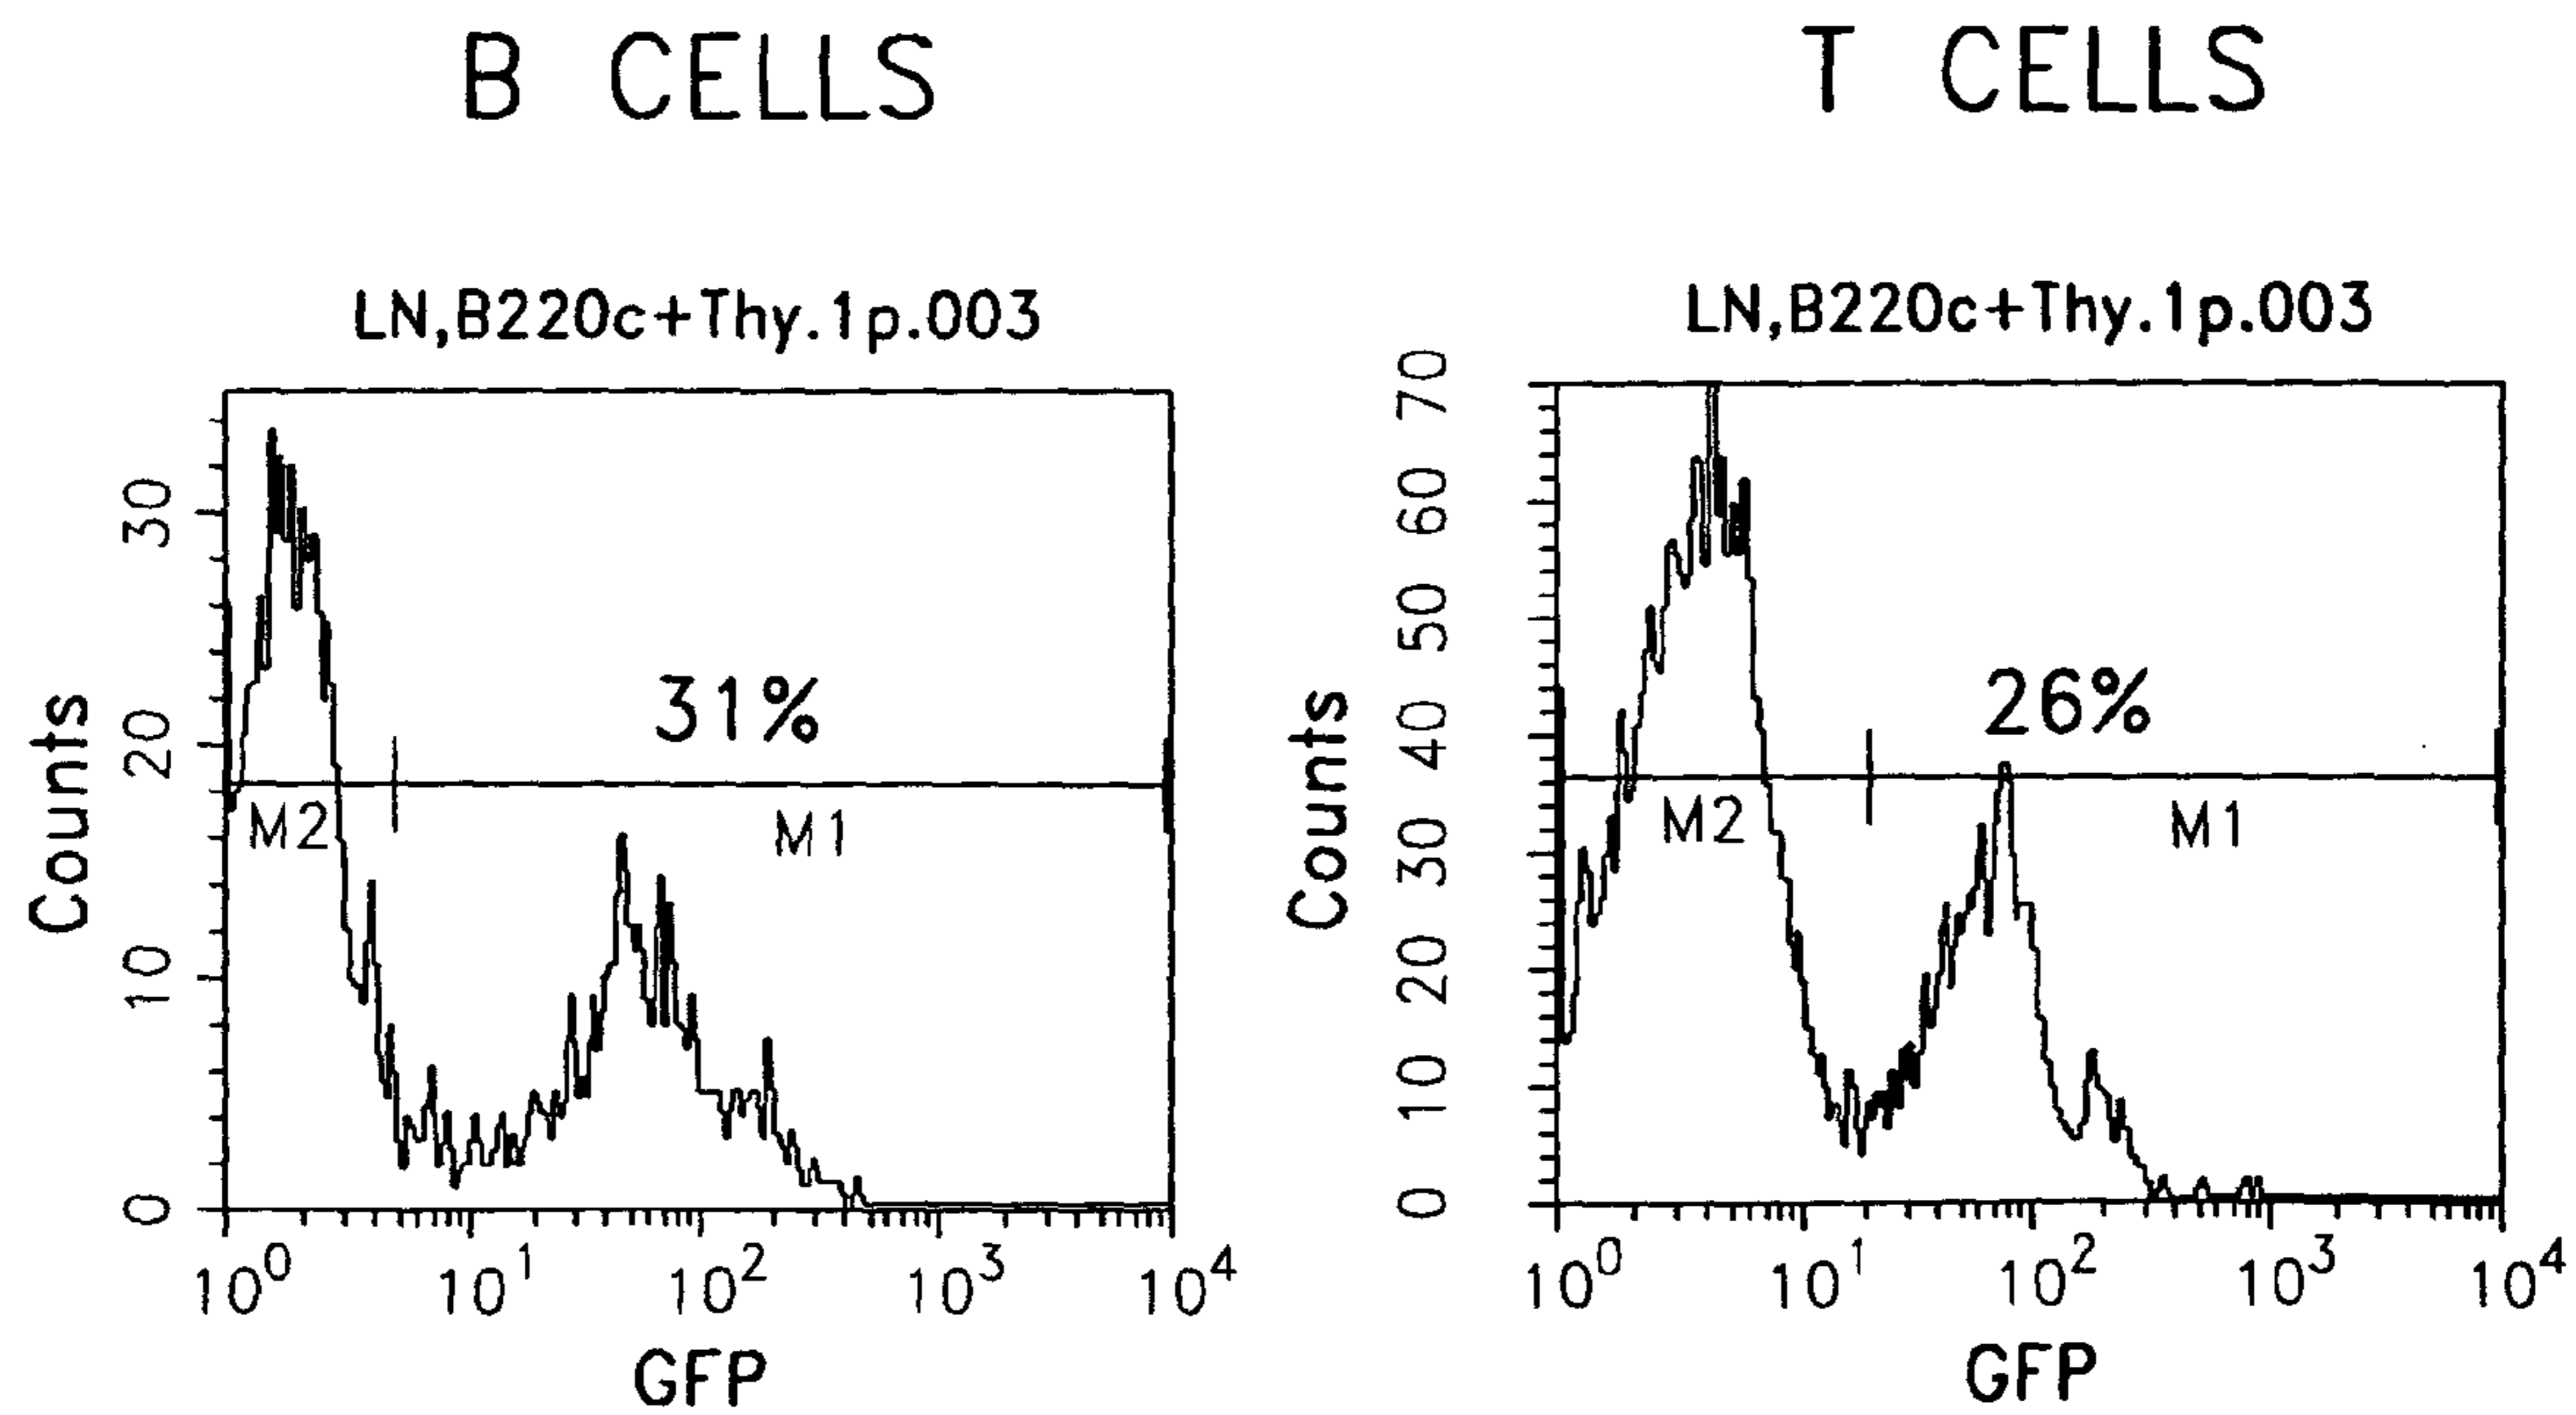 B CELLS
LN,B220c+Thy.1p.003
Counts
30
20
10
0
31%
M2
M1
10^0
10^1
10^2
10^3
10^4
GFP
T CELLS
LN,B220c+Thy.1p.003
Counts
70
60
50
40
30
20
10
0
26%
M2
M1
10^0
10^1
10^2
10^3
10^4
GFP